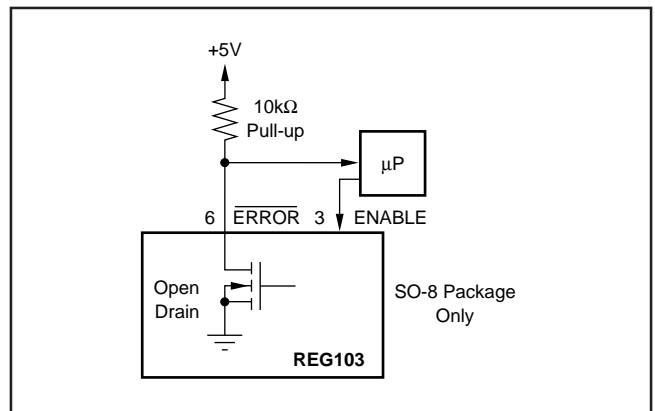 +5V
10kΩ
Pull-up
µP
6 ERROR 3 ENABLE
Open
Drain
SO-8 Package
Only
REG103